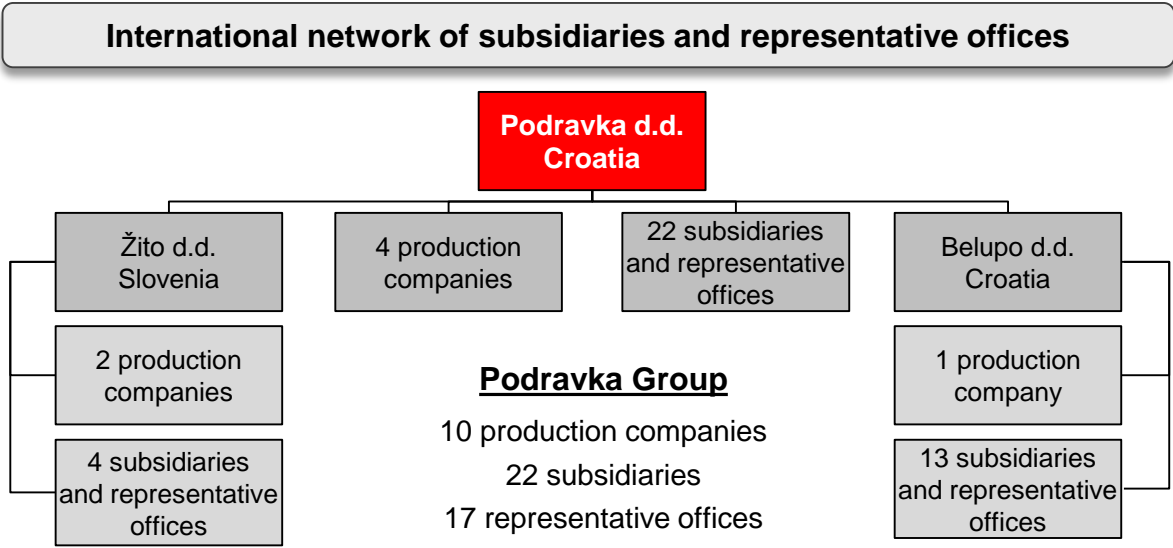 International network of subsidiaries and representative offices
Podravka d.d.
Croatia
Žito d.d.
Slovenia
4 production
companies
22 subsidiaries
and representative
offices
Belupo d.d.
Croatia
2 production
companies
1 production
company
4 subsidiaries
and representative
offices
13 subsidiaries
and representative
offices
Podravka Group
10 production companies
22 subsidiaries
17 representative offices